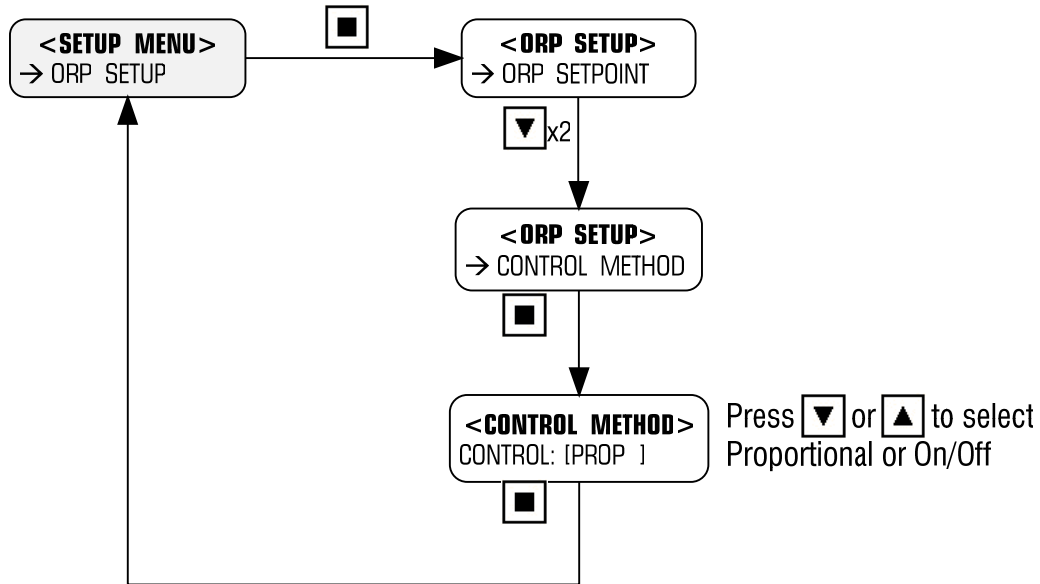 <SETUP MENU>
→ ORP SETUP
<ORP SETUP>
→ ORP SETPOINT
▼ x2
<ORP SETUP>
→ CONTROL METHOD
<CONTROL METHOD>
CONTROL: [PROP ]
Press ▼ or ▲ to select
Proportional or On/Off